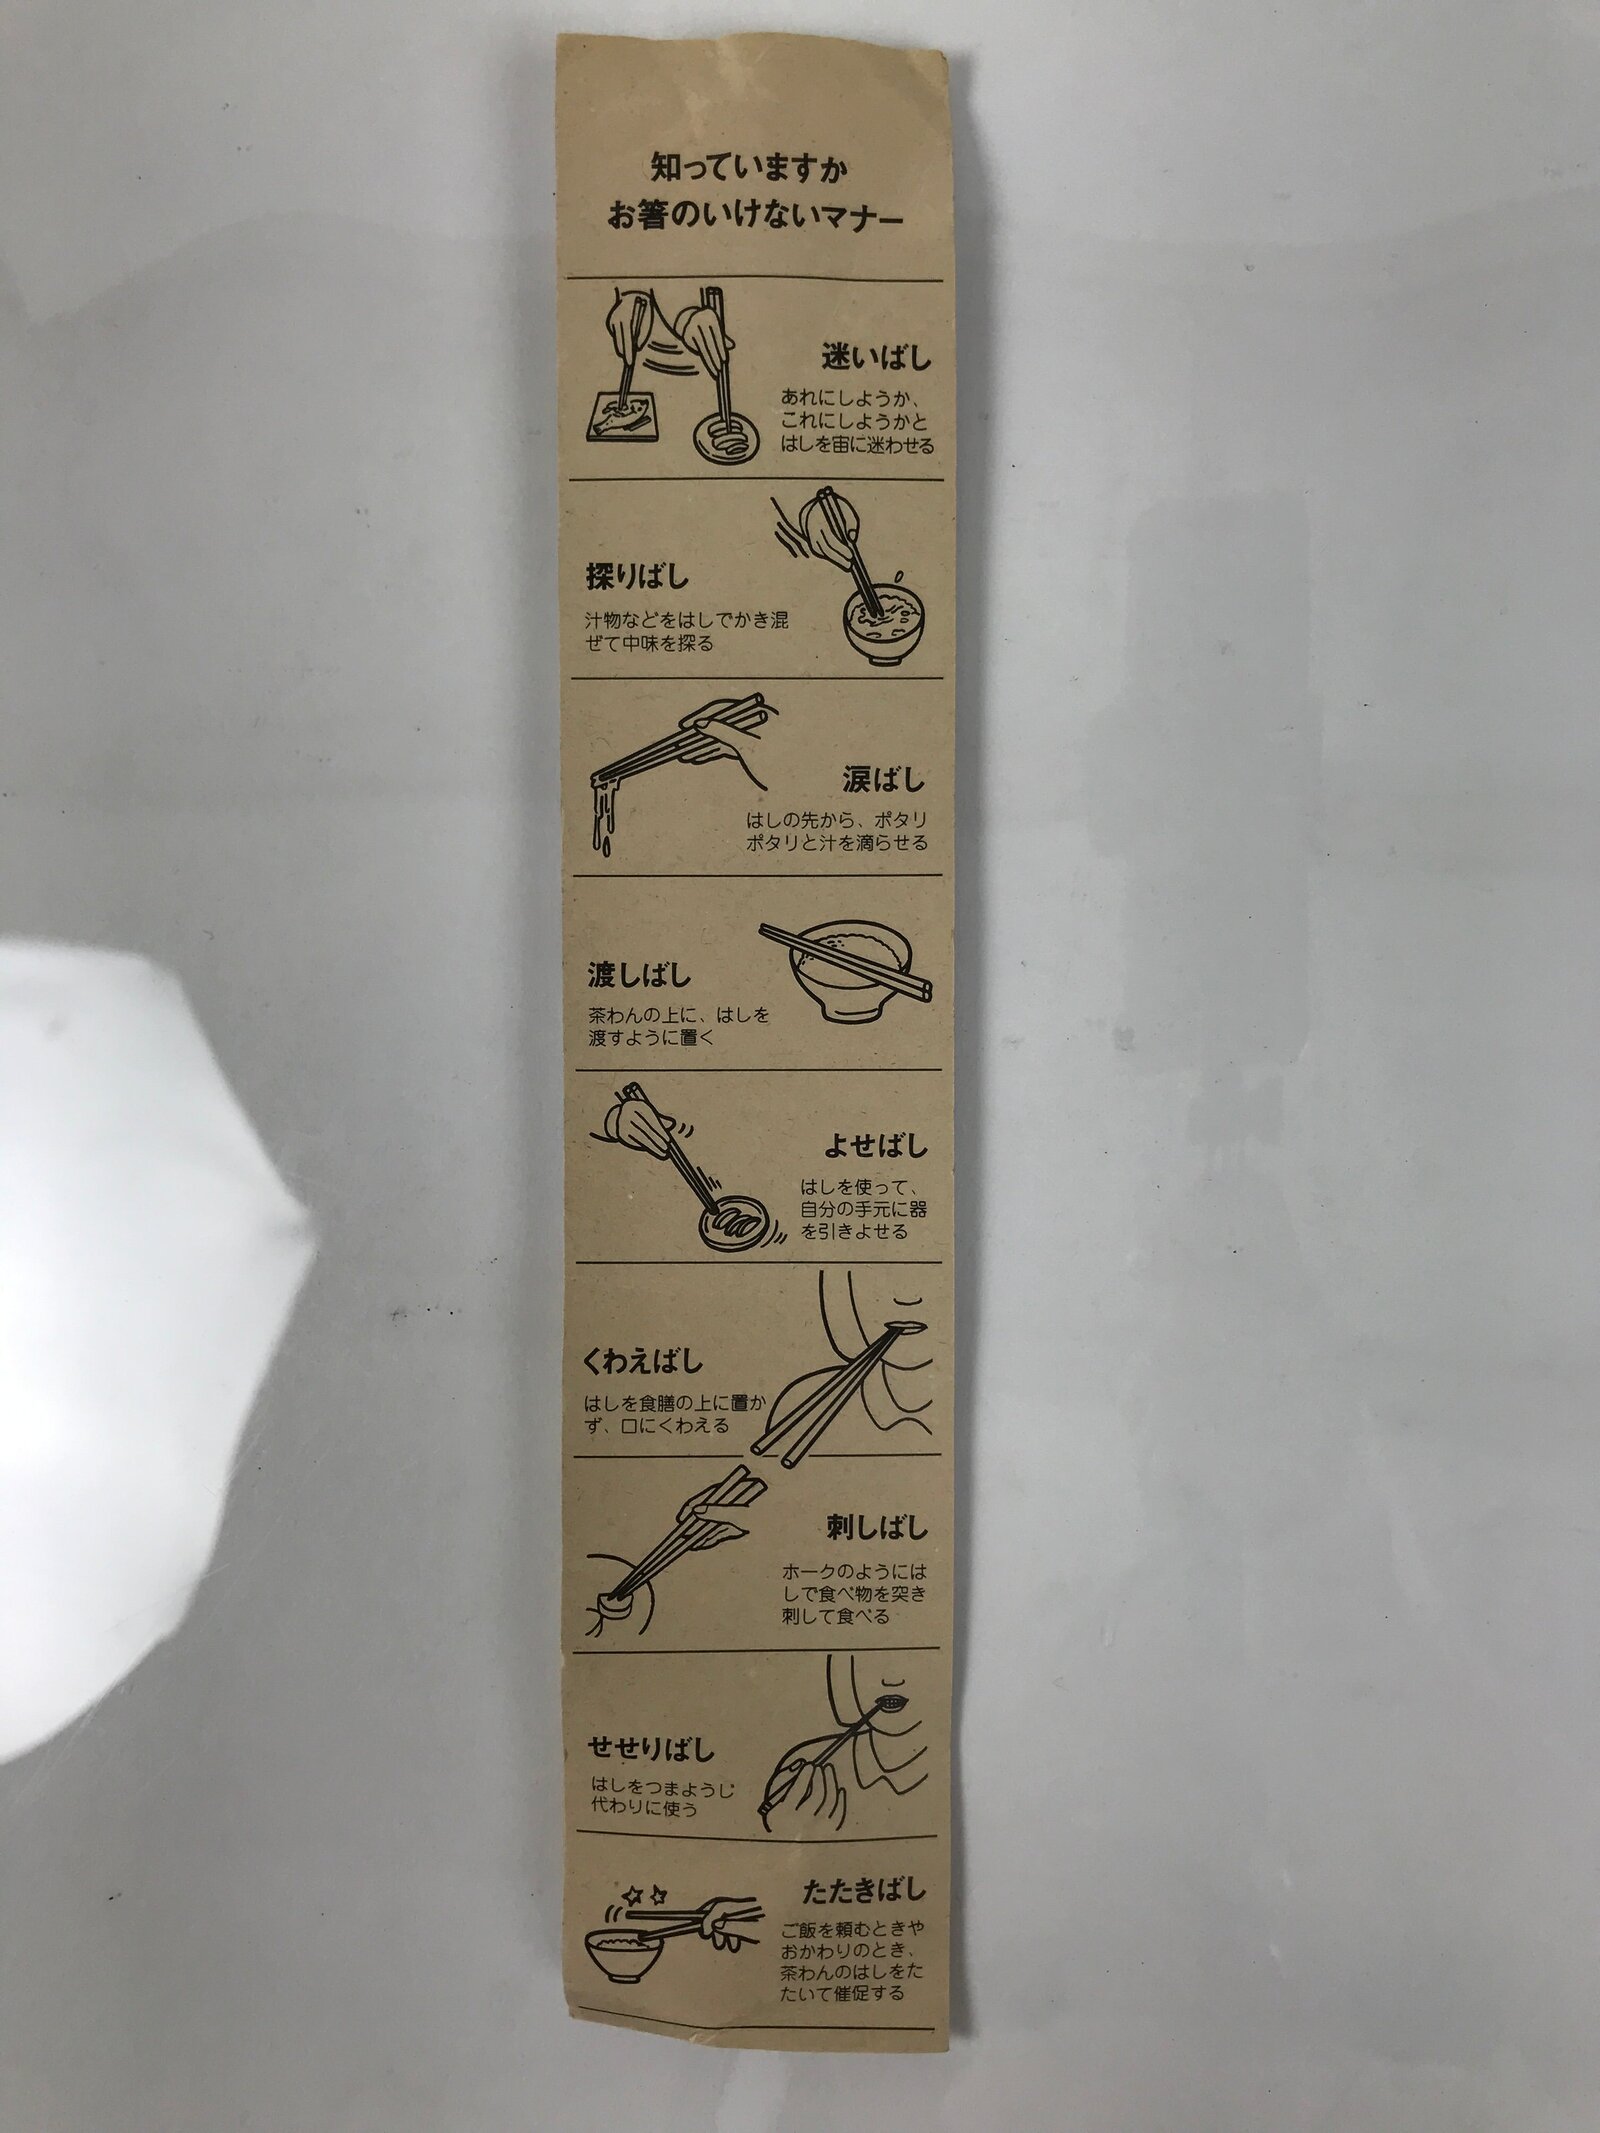 知っていますか
お箸のいけないマナー
迷いばし
あれにしようか、
これにしようかと
はしを宙に迷わせる
探りばし
汁物などをはしでかき混
ぜて中味を探る
涙ばし
はしの先から、ポタリ
ポタリと汁を滴らせる
渡しばし
茶わんの上に、はしを
渡すように置く
よせばし
はしを使って、
自分の手元に器
を引きよせる
くわえばし
はしを食膳の上に置か
ず、口にくわえる
刺しばし
ホークのようには
しで食べ物を突き
刺して食べる
せせりばし
はしをつまようじ
代わりに使う
たたきばし
ご飯を頼むときや
おかわりのとき、
茶わんのはしをた
たいて催促する